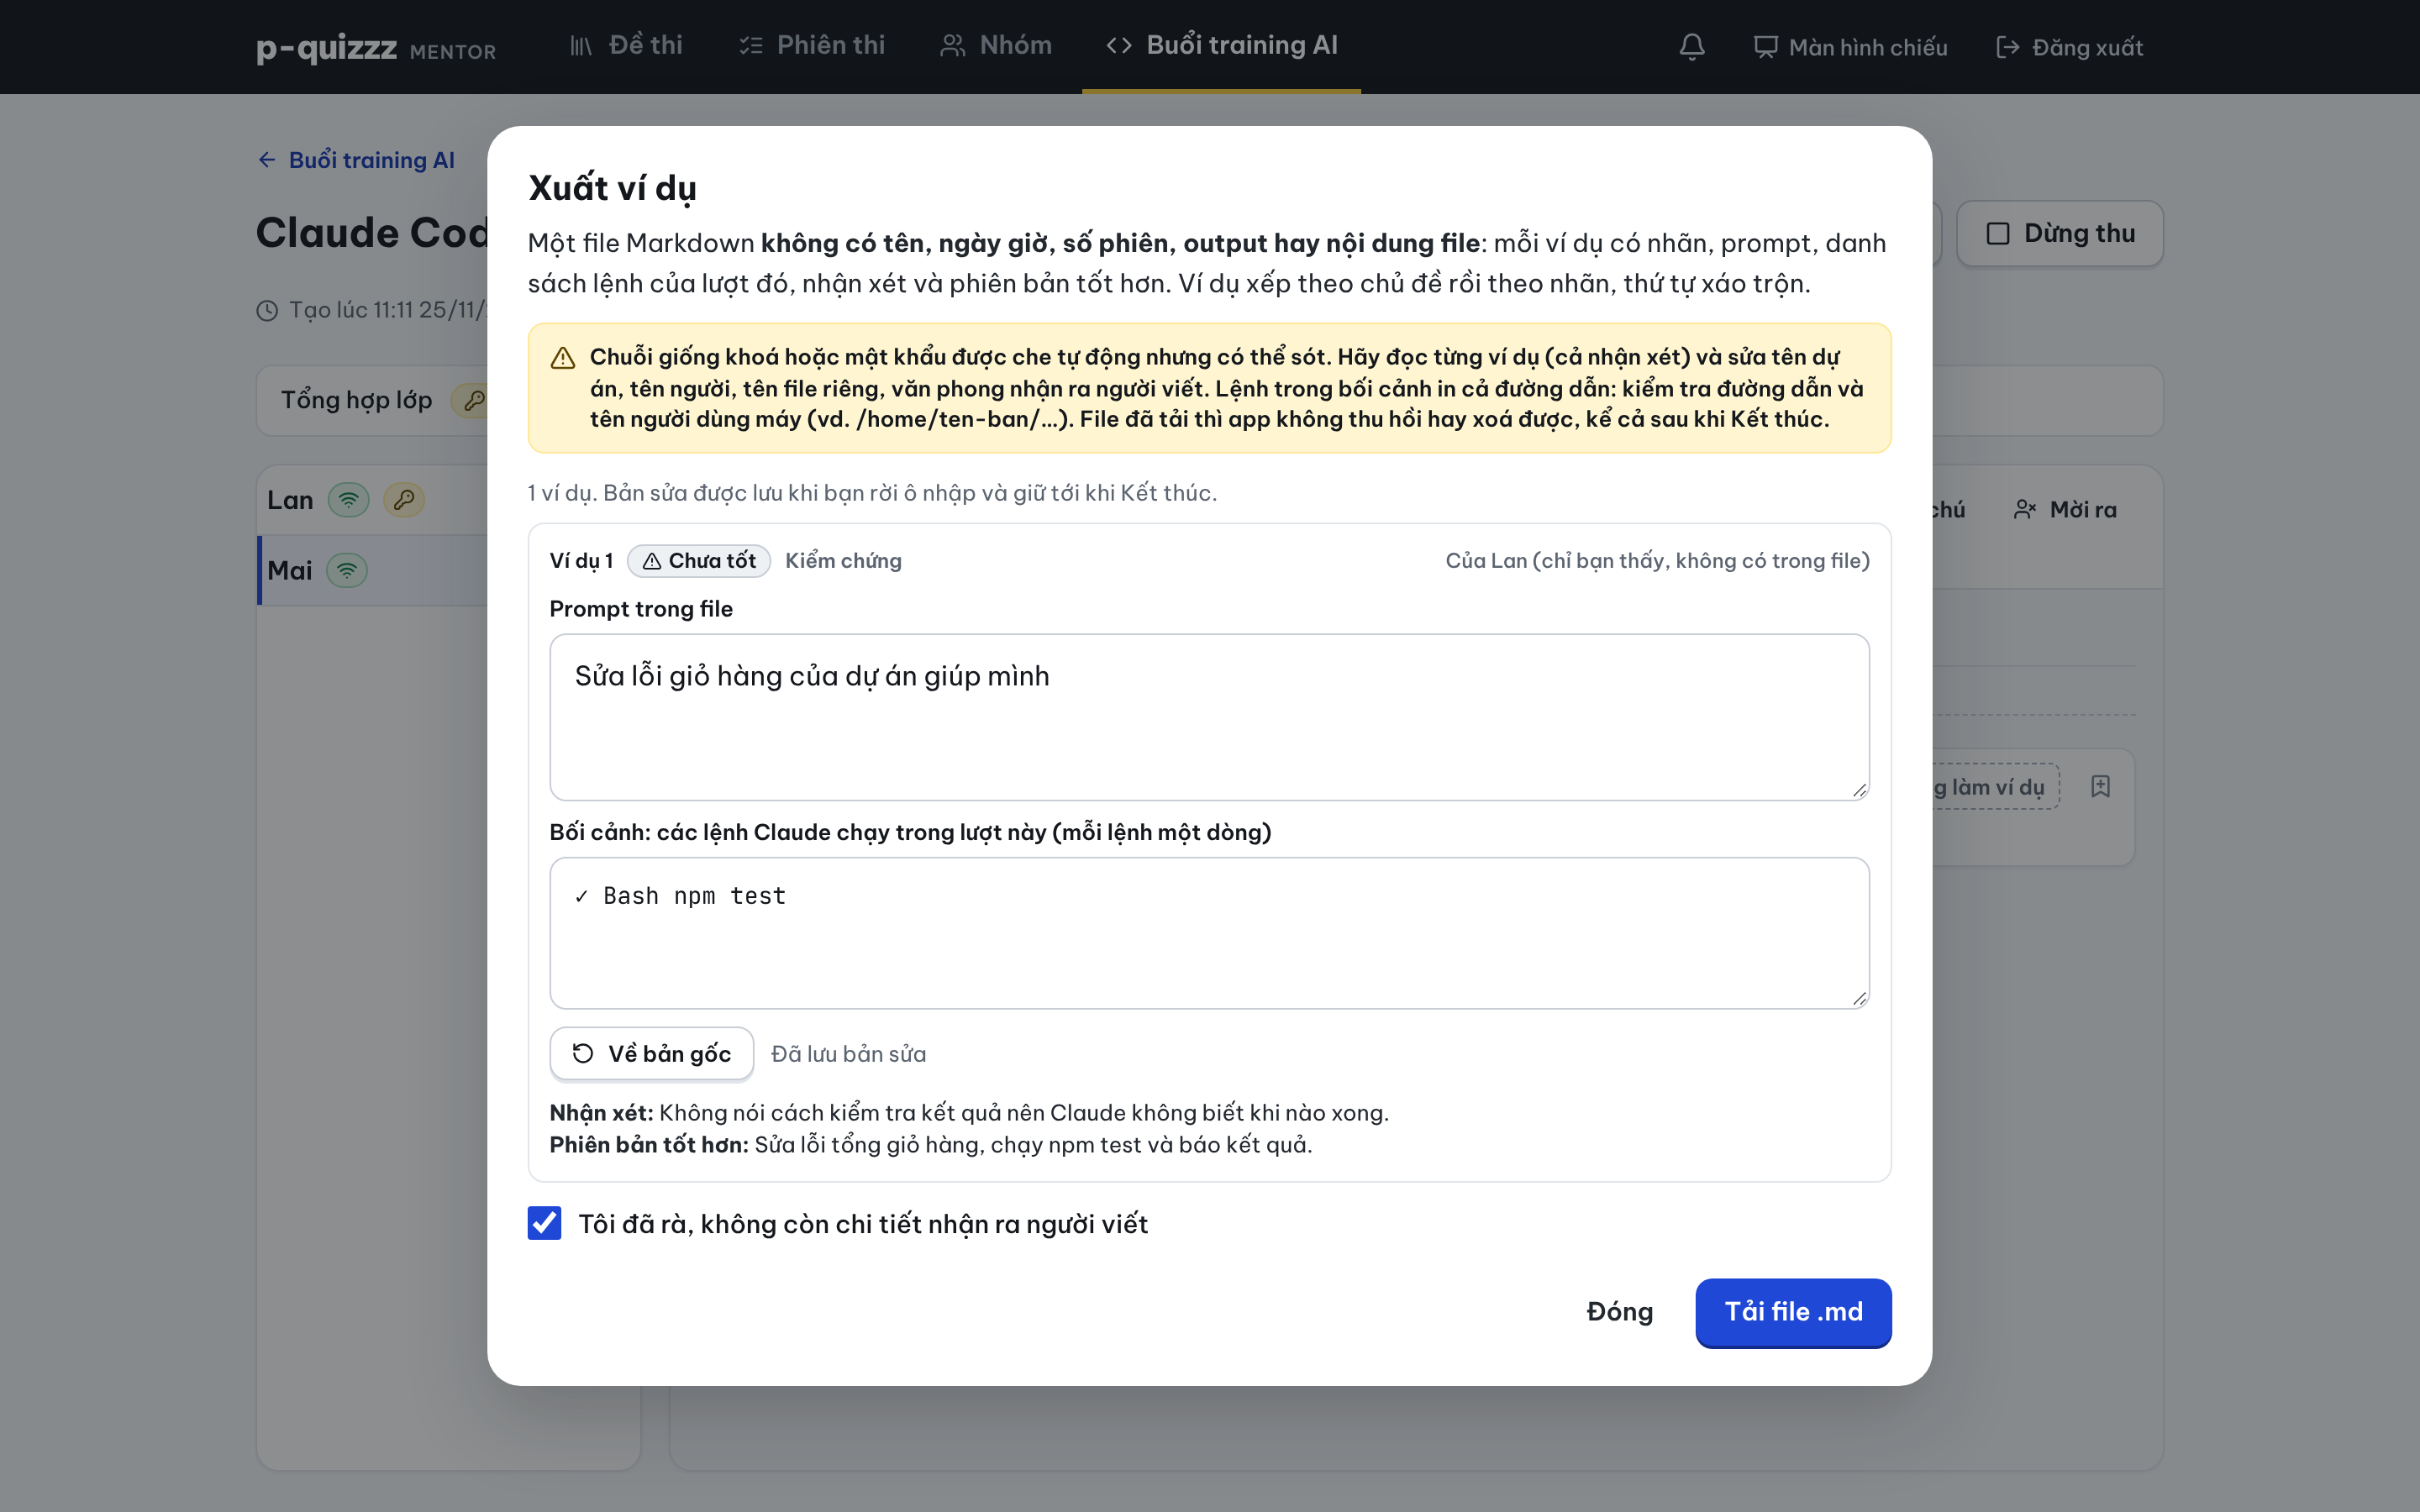 p-quizzz MENTOR
Đề thi
Phiên thi
Nhóm
Buổi training AI
Màn hình chiếu
Đăng xuất
Buổi training AI
Claude Cod
Dừng thu
Tạo lúc 11:11 25/11/
Tổng hợp lớp
Lan
Mai
chú
Mời ra
g làm ví dụ
Xuất ví dụ
Một file Markdown không có tên, ngày giờ, số phiên, output hay nội dung file: mỗi ví dụ có nhãn, prompt, danh
sách lệnh của lượt đó, nhận xét và phiên bản tốt hơn. Ví dụ xếp theo chủ đề rồi theo nhãn, thứ tự xáo trộn.
Chuỗi giống khoá hoặc mật khẩu được che tự động nhưng có thể sót. Hãy đọc từng ví dụ (cả nhận xét) và sửa tên dự
án, tên người, tên file riêng, văn phong nhận ra người viết. Lệnh trong bối cảnh in cả đường dẫn: kiểm tra đường dẫn và
tên người dùng máy (vd. /home/ten-ban/...). File đã tải thì app không thu hồi hay xoá được, kể cả sau khi Kết thúc.
1 ví dụ. Bản sửa được lưu khi bạn rời ô nhập và giữ tới khi Kết thúc.
Ví dụ 1
Chưa tốt
Kiểm chứng
Của Lan (chỉ bạn thấy, không có trong file)
Prompt trong file
Sửa lỗi giỏ hàng của dự án giúp mình
Bối cảnh: các lệnh Claude chạy trong lượt này (mỗi lệnh một dòng)
✓ Bash npm test
Về bản gốc
Đã lưu bản sửa
Nhận xét: Không nói cách kiểm tra kết quả nên Claude không biết khi nào xong.
Phiên bản tốt hơn: Sửa lỗi tổng giỏ hàng, chạy npm test và báo kết quả.
Tôi đã rà, không còn chi tiết nhận ra người viết
Đóng
Tải file .md